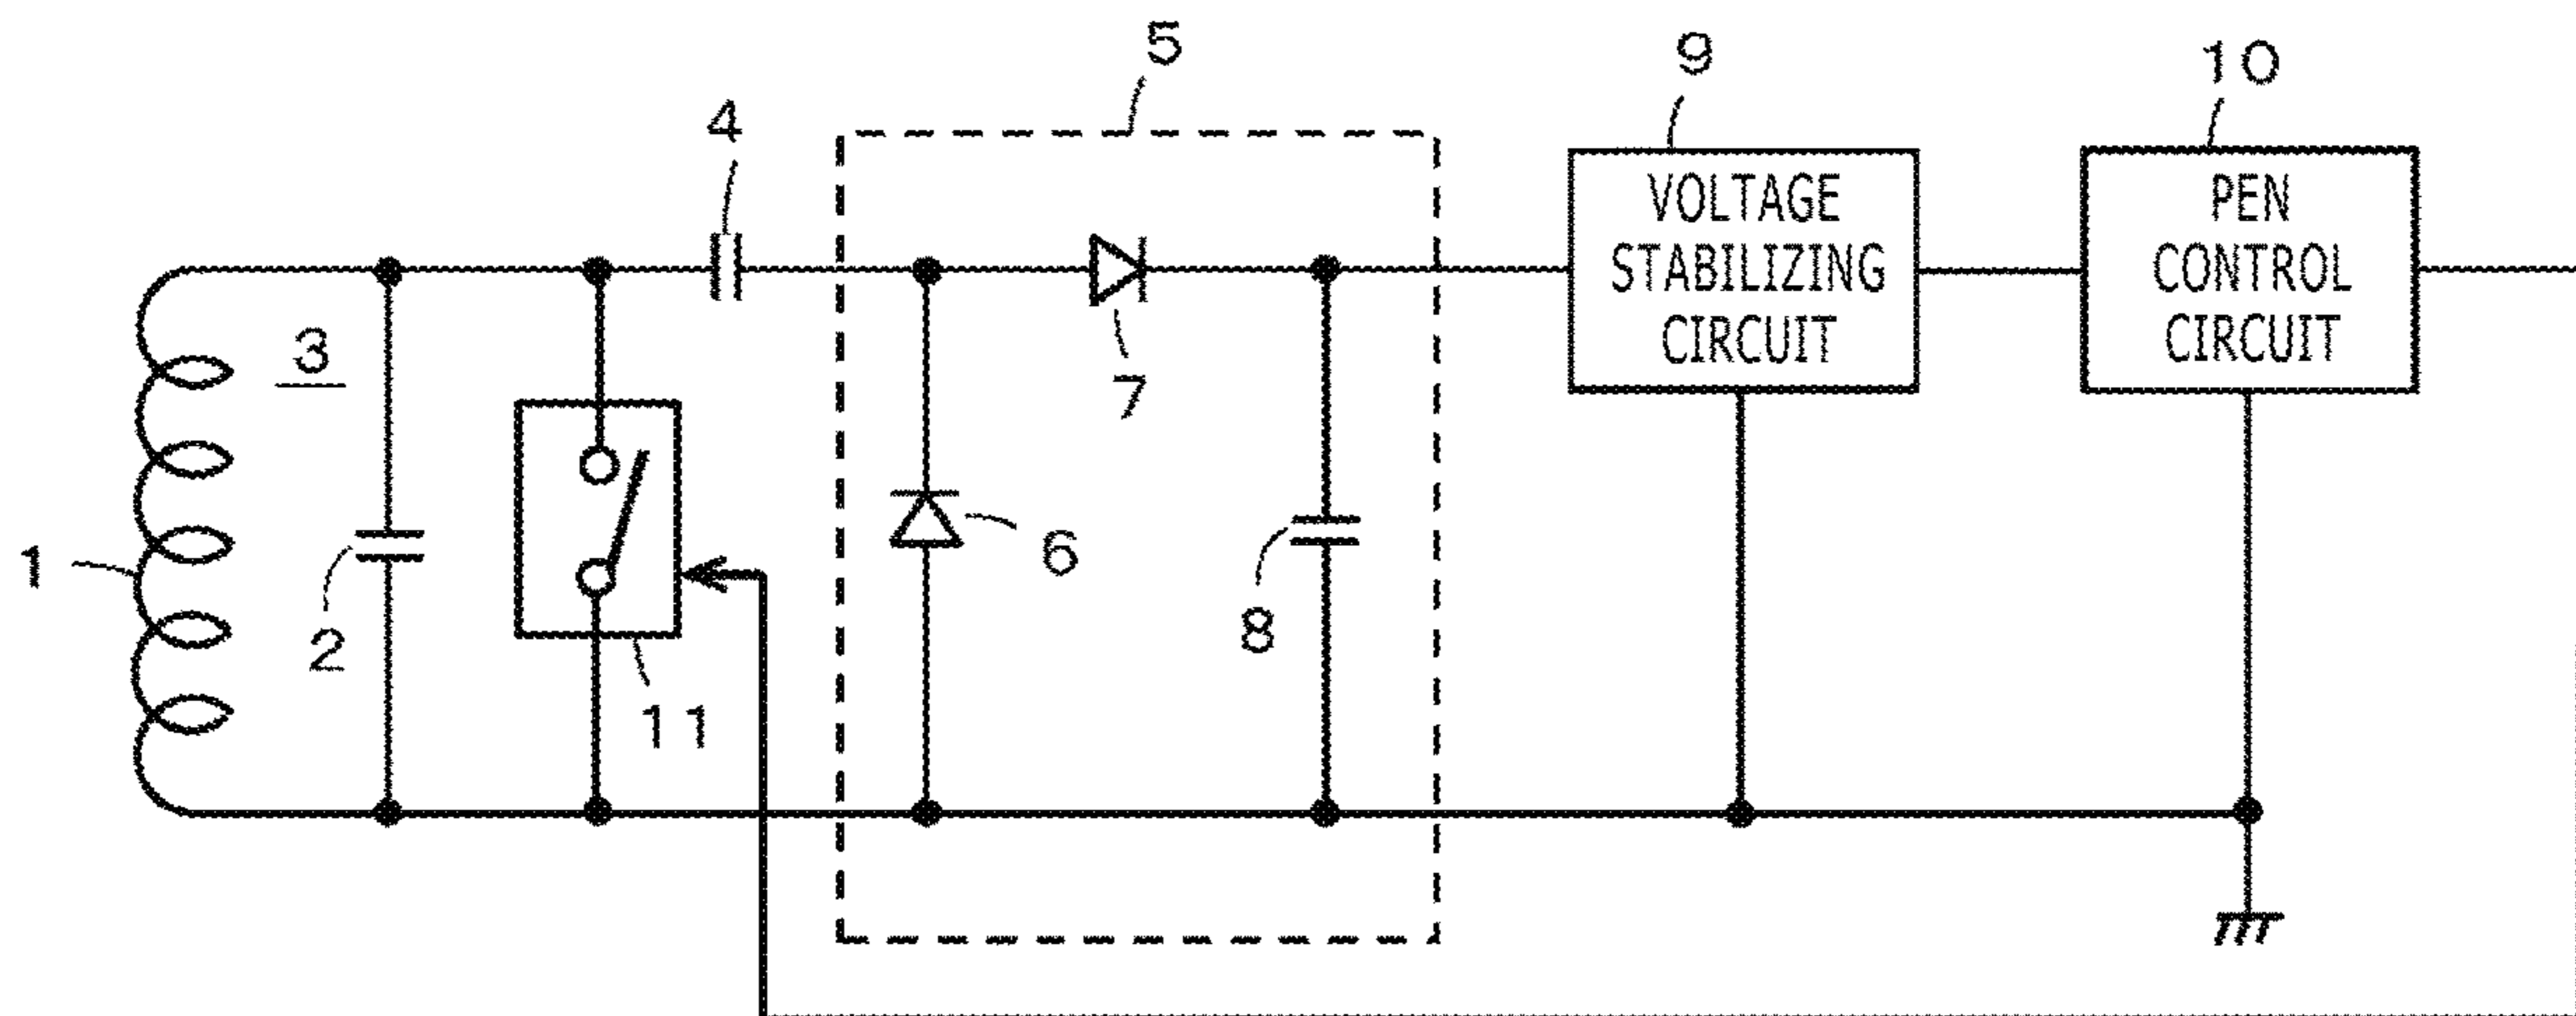 5
9
10
4
VOLTAGE
STABILIZING
CIRCUIT
PEN
CONTROL
CIRCUIT
3
7
1
2
6
8
11